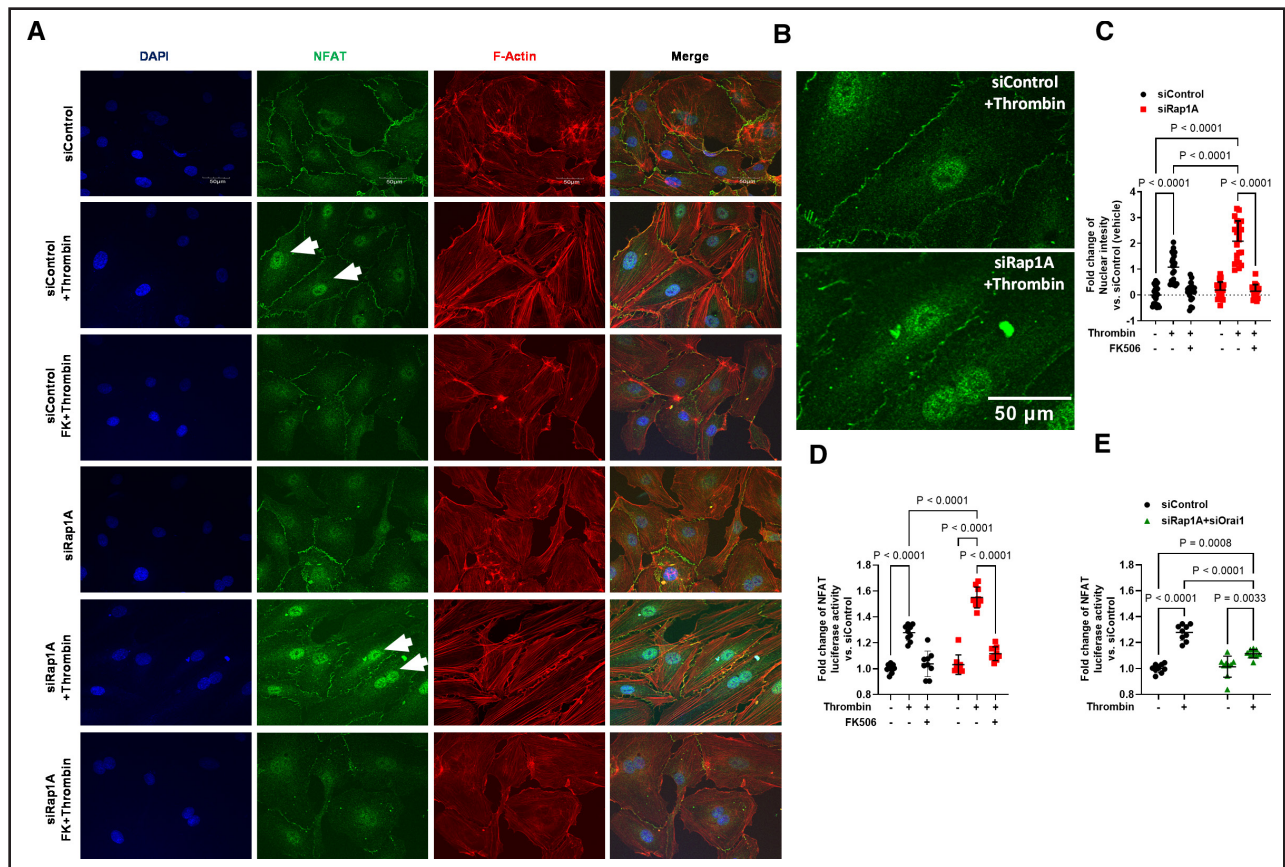 A
DAPI
NFAT
F-Actin
Merge
siControl
50µm
50µm
50µm
50µm
siControl
+Thrombin
siControl
FK+Thrombin
siRap1A
siRap1A
+Thrombin
siRap1A
FK+Thrombin
B
siControl
+Thrombin
siRap1A
+Thrombin
50 µm
C
siControl
siRap1A
P < 0.0001
P < 0.0001
P < 0.0001
P < 0.0001
Fold change of
Nuclear intesity
vs. siControl (vehicle)
4
3
2
1
0
-1
Thrombin - + + - + +
FK506 + +
D
P < 0.0001
P < 0.0001
P < 0.0001
P < 0.0001
Fold change of NFAT
luciferase activity
vs. siControl
1.8
1.6
1.4
1.2
1.0
0.8
Thrombin - + + - + +
FK506 + +
E
siControl
siRap1A+siOrai1
P = 0.0008
P < 0.0001
P < 0.0001
P = 0.0033
Fold change of NFAT
luciferase activity
vs. siControl
1.8
1.6
1.4
1.2
1.0
0.8
Thrombin - + - +